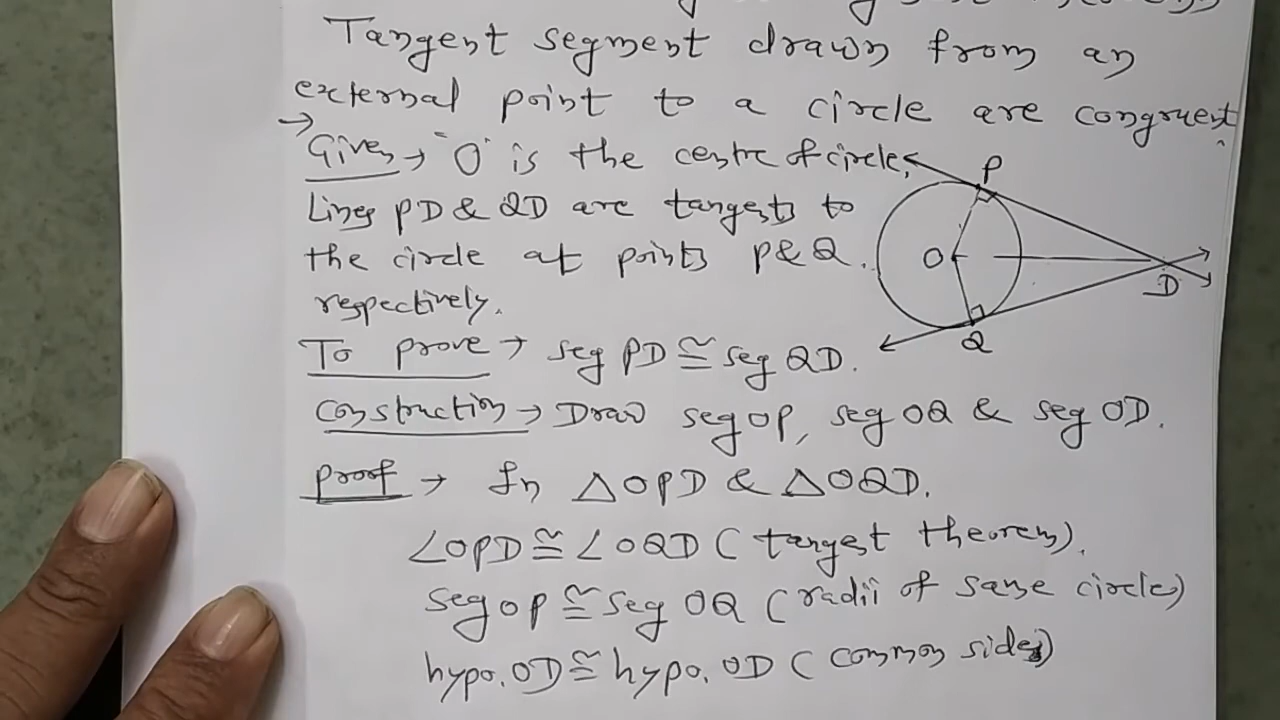 Tangent segment drawn from an
external point to a circle are congruent.
→ Given → "O" is the centre of circle,
Lines PD & QD are tangents to
the circle at points P & Q.
respectively.
P
O
D
Q
To prove → seg PD ≅ seg QD.
Construction → Draw seg OP, seg OQ & seg OD.
proof → In △OPD & △OQD.
∠OPD ≅ ∠OQD (tangent theorem).
seg OP ≅ seg OQ (radii of same circle)
hypo. OD ≅ hypo. OD (common side)